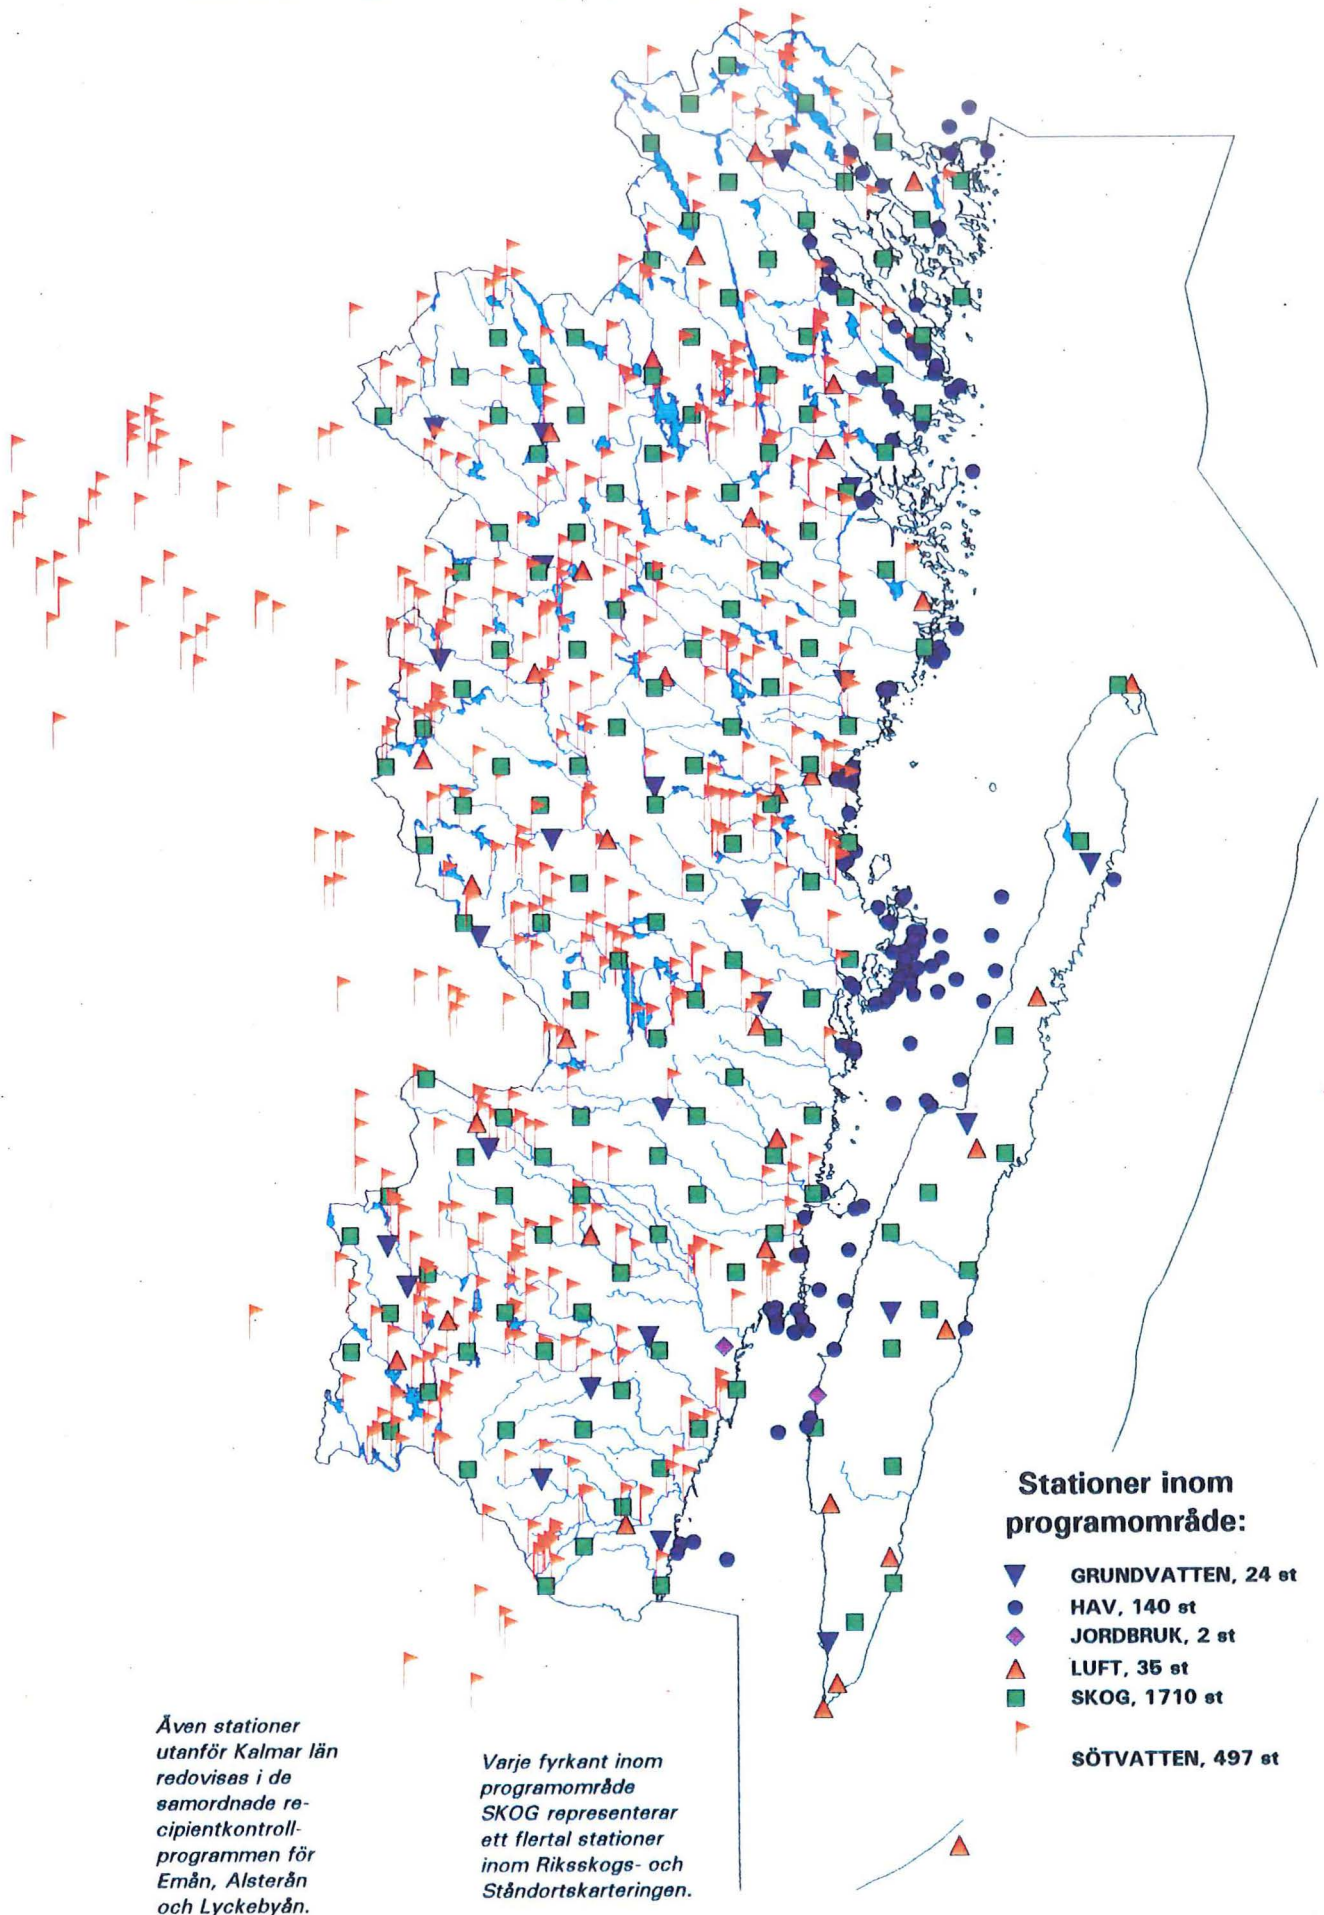 Stationer inom
programområde:
GRUNDVATTEN, 24 st
HAV, 140 st
JORDBRUK, 2 st
LUFT, 35 st
SKOG, 1710 st
SÖTVATTEN, 497 st
Även stationer
utanför Kalmar län
redovisas i de
samordnade re-
cipientkontroll-
programmen för
Emån, Alsterån
och Lyckebyån.
Varje fyrkant inom
programområde
SKOG representerar
ett flertal stationer
inom Riksskogs- och
Ståndortskarteringen.